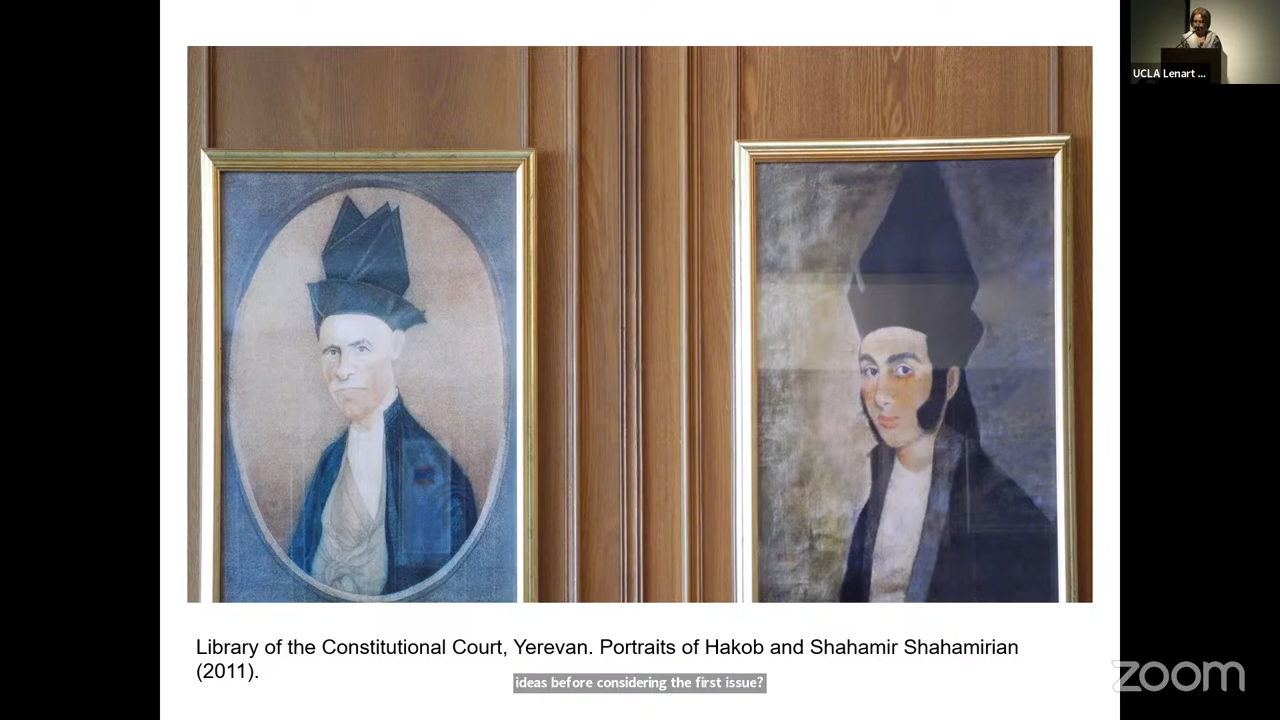 UCLA Lenart ...
Library of the Constitutional Court, Yerevan. Portraits of Hakob and Shahamir Shahamirian
(2011).
ideas before considering the first issue?
zoom